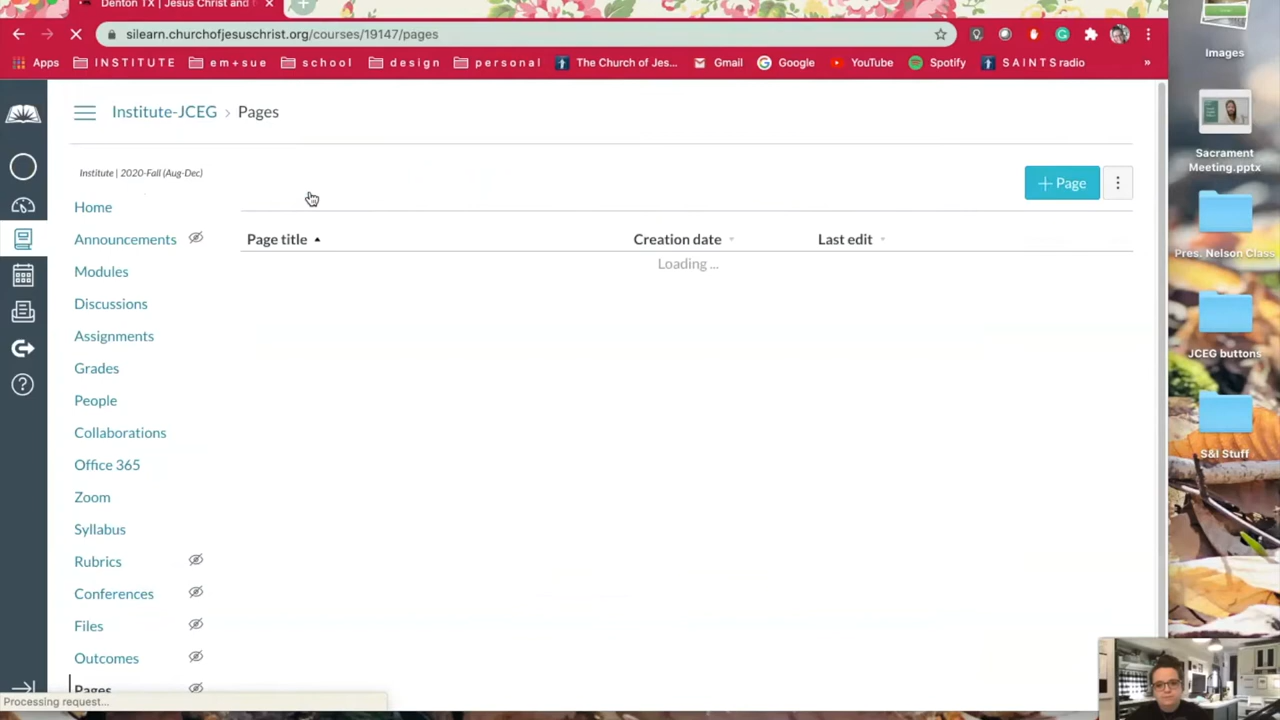 Denton TX | Jesus Christ and t
silearn.churchofjesuschrist.org/courses/19147/pages
Apps INSTITUTE em+sue school design personal The Church of Jes... Gmail Google YouTube Spotify SAINTS radio »
Institute-JCEG › Pages
Institute | 2020-Fall (Aug-Dec)
+ Page
Home
Announcements
Page title Creation date Last edit
Loading ...
Modules
Discussions
Assignments
Grades
People
Collaborations
Office 365
Zoom
Syllabus
Rubrics
Conferences
Files
Outcomes
Pages
Processing request...
Images
Sacrament
Meeting.pptx
Pres. Nelson Class
JCEG buttons
S&I Stuff